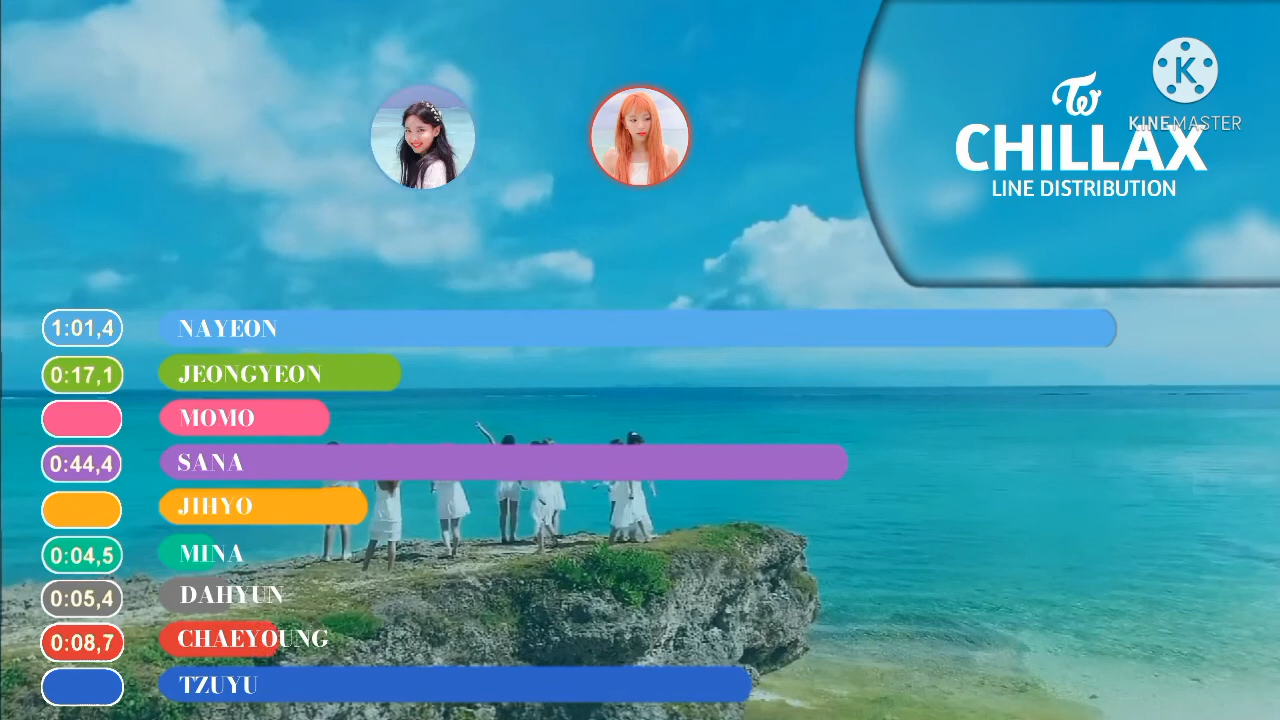 K
KINEMASTER
TW
CHILLAX
LINE DISTRIBUTION
1:01,4 NAYEON
0:17,1 JEONGYEON
MOMO
0:44,4 SANA
JIHYO
0:04,5 MINA
0:05,4 DAHYUN
0:08,7 CHAEYOUNG
TZUYU